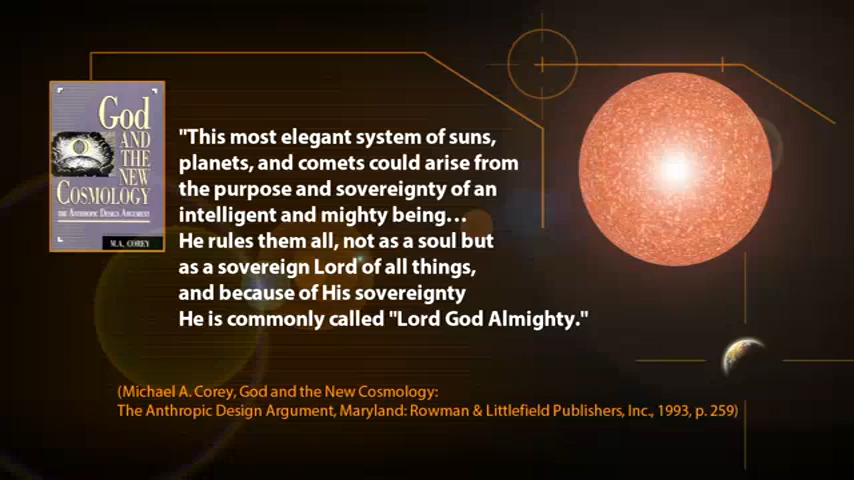 God
AND
THE
NEW
COSMOLOGY
THE ANTHROPIC DESIGN ARGUMENT
M.A. COREY
"This most elegant system of suns,
planets, and comets could arise from
the purpose and sovereignty of an
intelligent and mighty being…
He rules them all, not as a soul but
as a sovereign Lord of all things,
and because of His sovereignty
He is commonly called "Lord God Almighty."
(Michael A. Corey, God and the New Cosmology:
The Anthropic Design Argument, Maryland: Rowman & Littlefield Publishers, Inc., 1993, p. 259)